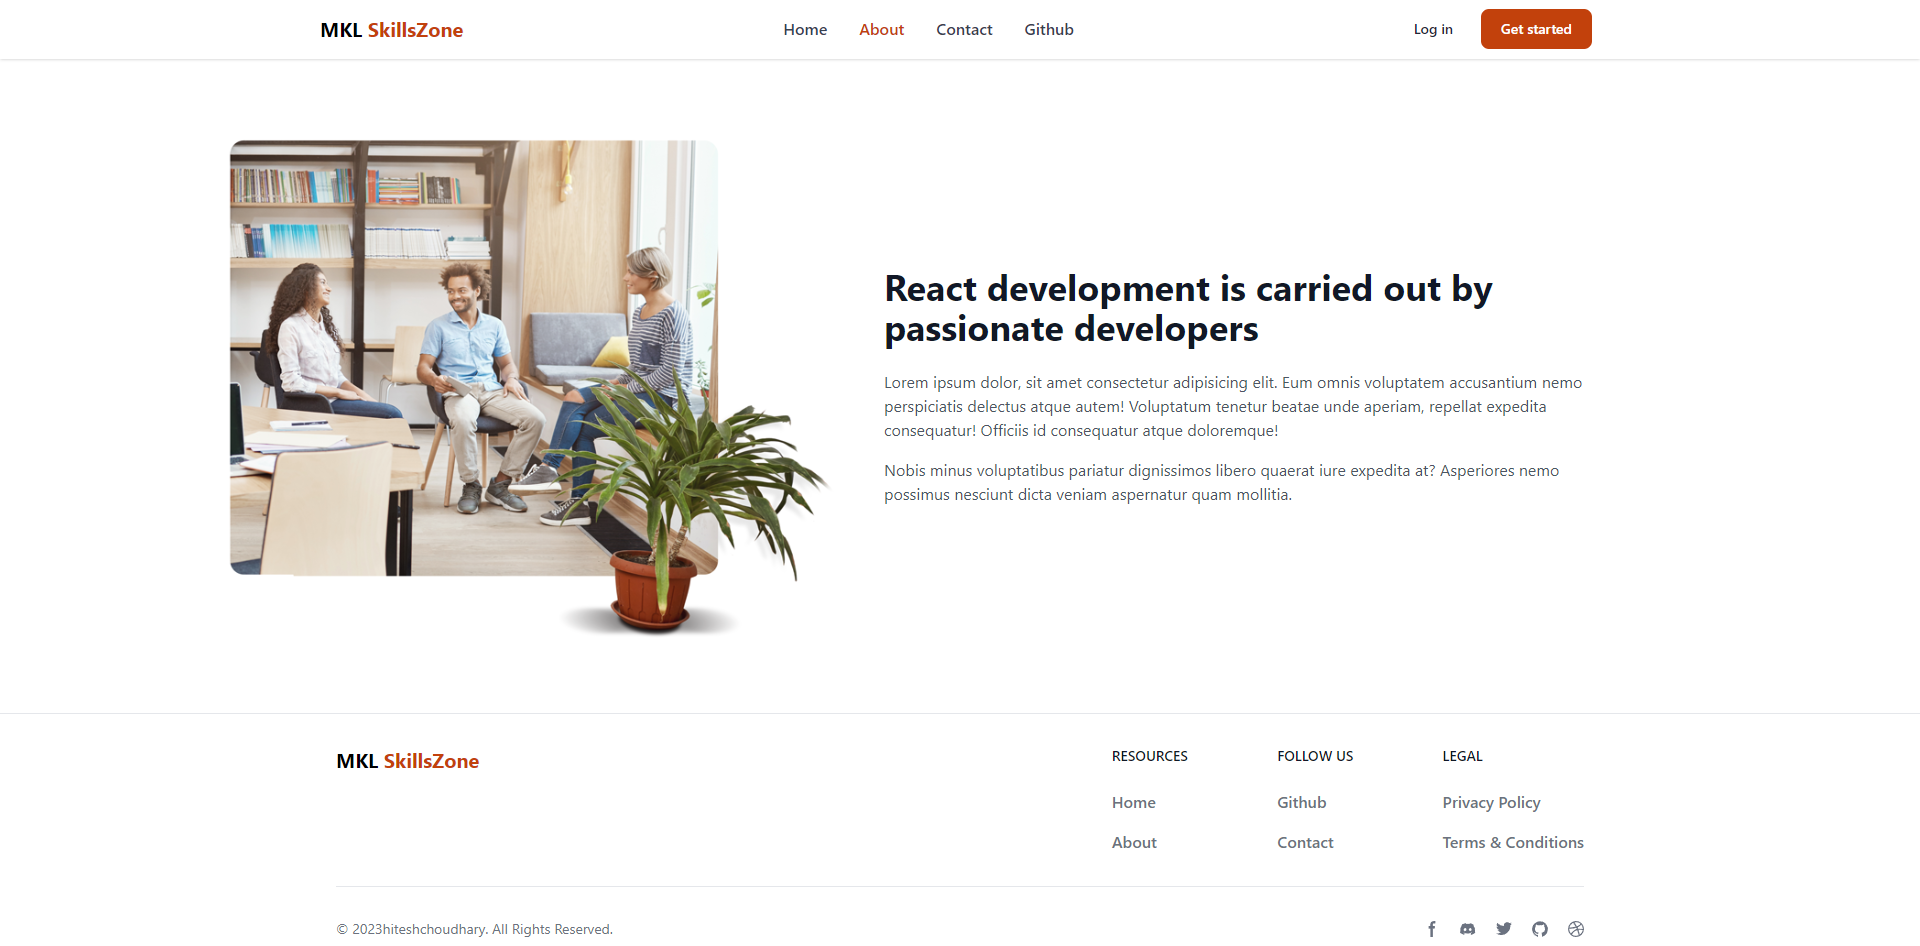 MKL SkillsZone
Home About Contact Github
Log in Get started
React development is carried out by
passionate developers
Lorem ipsum dolor, sit amet consectetur adipisicing elit. Eum omnis voluptatem accusantium nemo
perspiciatis delectus atque autem! Voluptatum tenetur beatae unde aperiam, repellat expedita
consequatur! Officiis id consequatur atque doloremque!
Nobis minus voluptatibus pariatur dignissimos libero quaerat iure expedita at? Asperiores nemo
possimus nesciunt dicta veniam aspernatur quam mollitia.
MKL SkillsZone
RESOURCES
Home
About
FOLLOW US
Github
Contact
LEGAL
Privacy Policy
Terms & Conditions
© 2023hiteshchoudhary. All Rights Reserved.